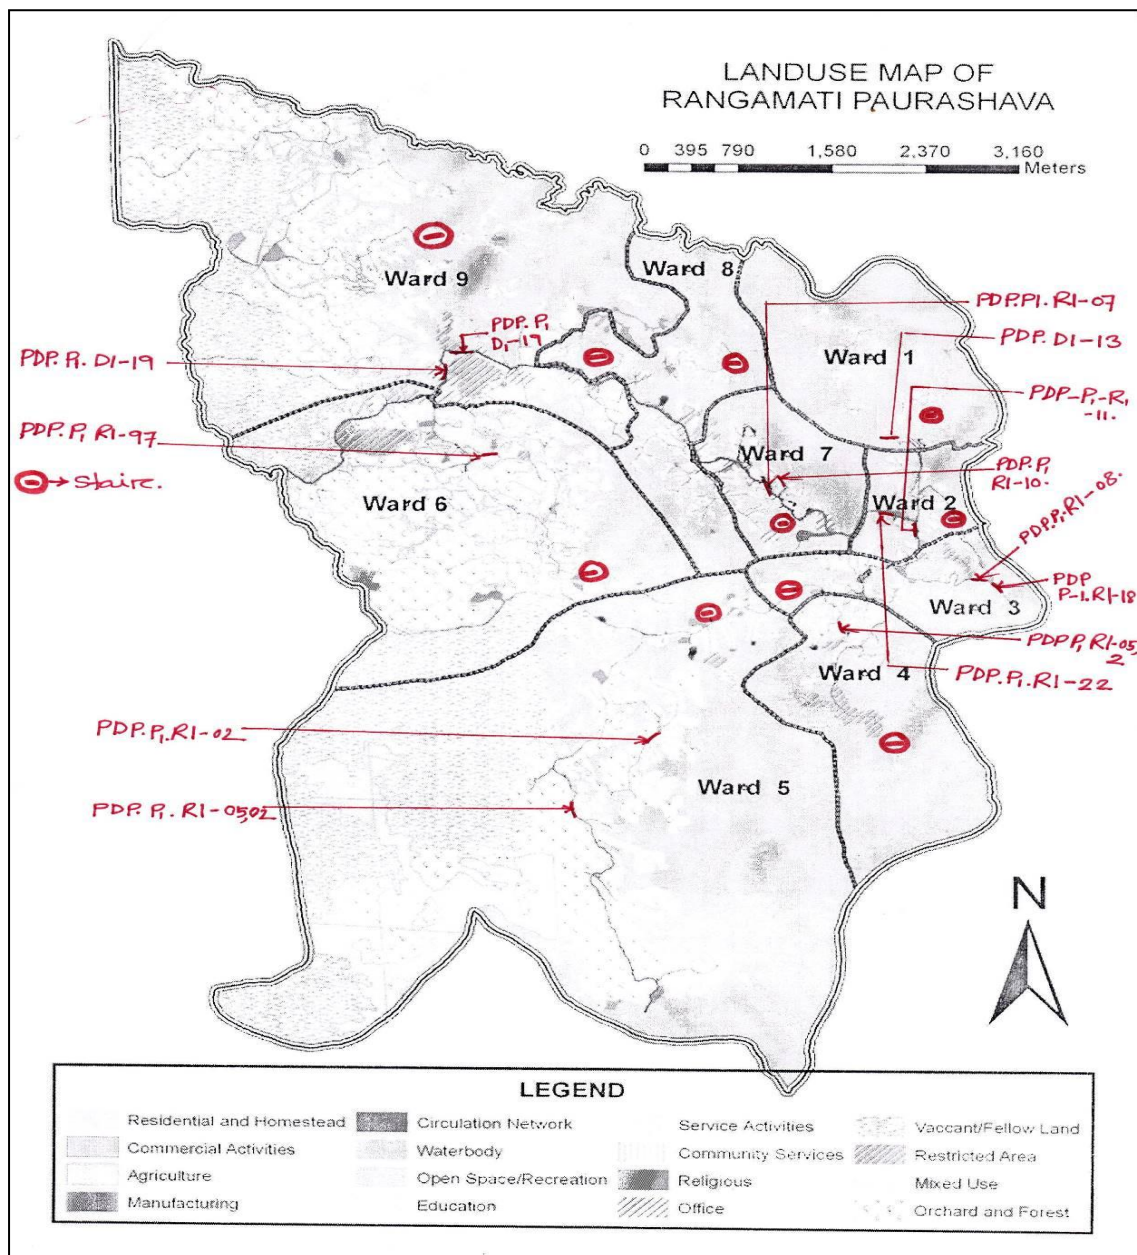 LANDUSE MAP OF
RANGAMATI PAURASHAVA
0 395 790 1,580 2,370 3,160
Meters
Ward 9
Ward 8
Ward 1
Ward 7
Ward 2
Ward 6
Ward 3
Ward 4
Ward 5
PDP. P1. D1-19
PDP. P1
D1-19
PDP. P1 R1-97
⊖→ Stairc.
PDP.P1. R1-07
PDP. D1-13
PDP-P1-R1
-11.
PDP. P1
R1-10.
PDP. P1 R1-08.
PDP
P-1. R1-18
PDP P1 R1-05,
2
PDP. P1. R1-22
PDP. P1. R1-02
PDP. P1. R1-05,02
N
LEGEND
Residential and Homestead
Commercial Activities
Agriculture
Manufacturing
Circulation Network
Waterbody
Open Space/Recreation
Education
Service Activities
Community Services
Religious
Office
Vaccant/Fellow Land
Restricted Area
Mixed Use
Orchard and Forest